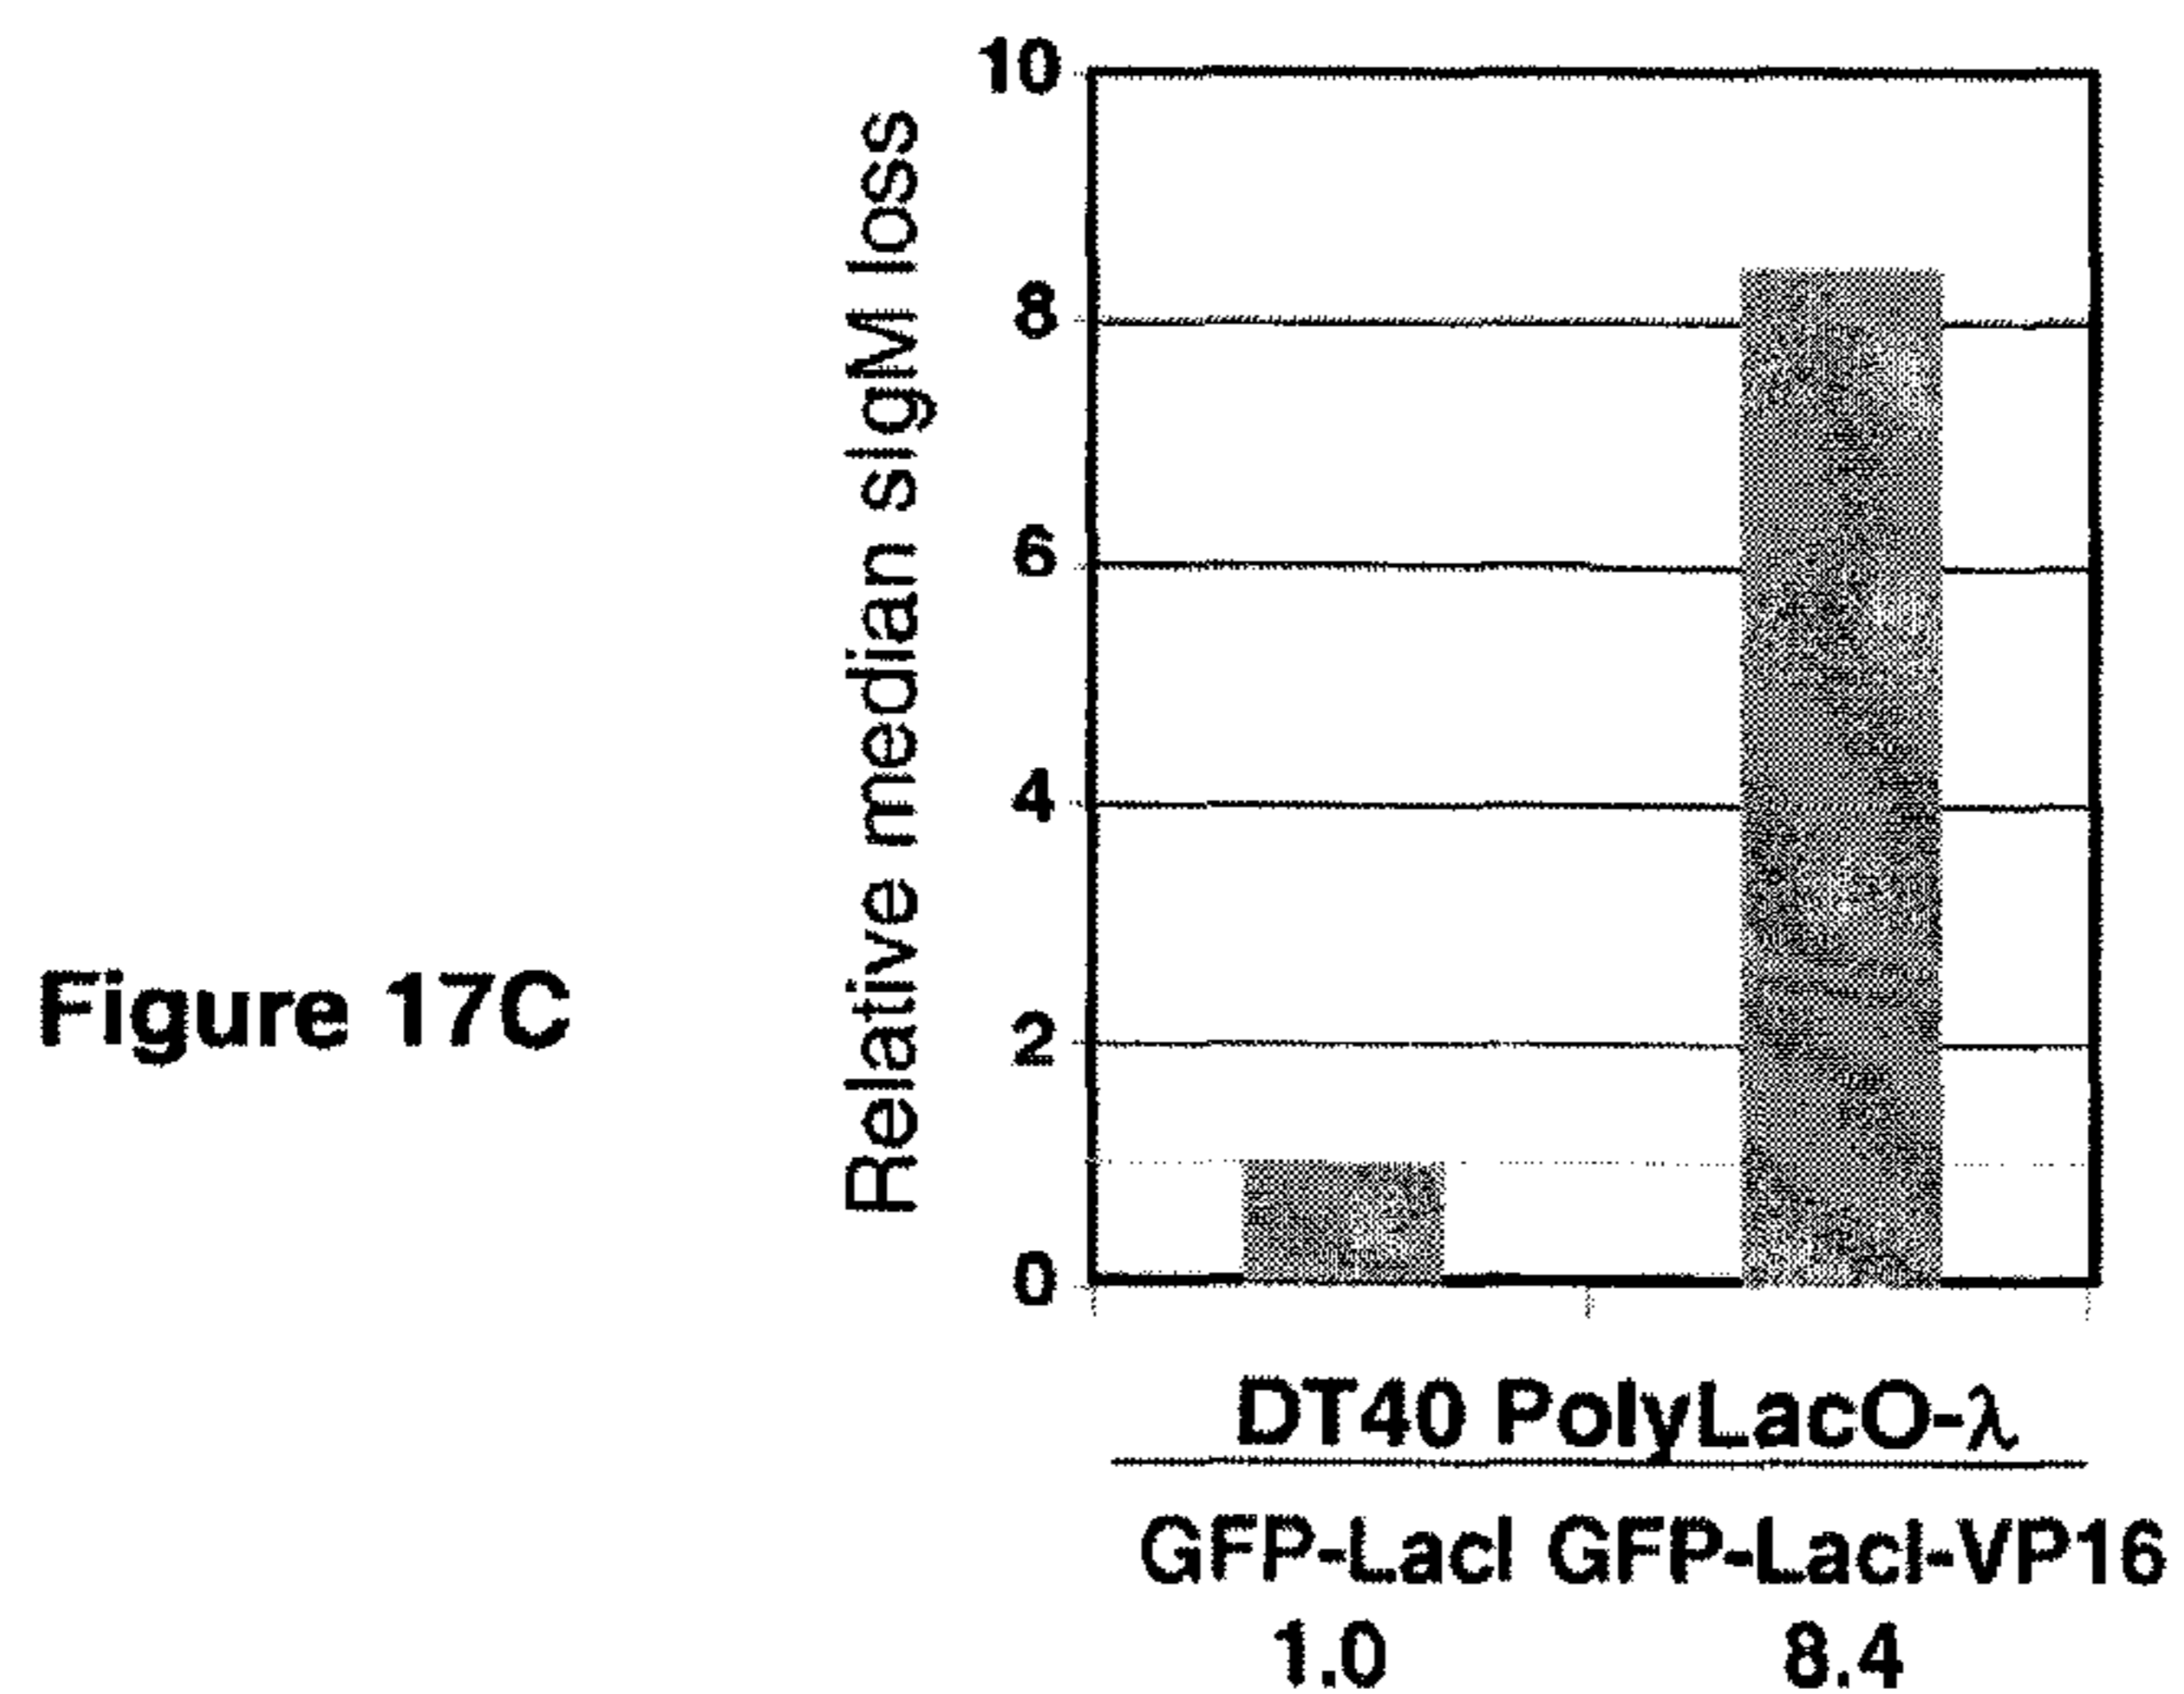 Figure 17C
Relative median sIgM loss
10
8
6
4
2
0
DT40 PolyLacO-λ
GFP-LacI GFP-LacI-VP16
1.0 8.4